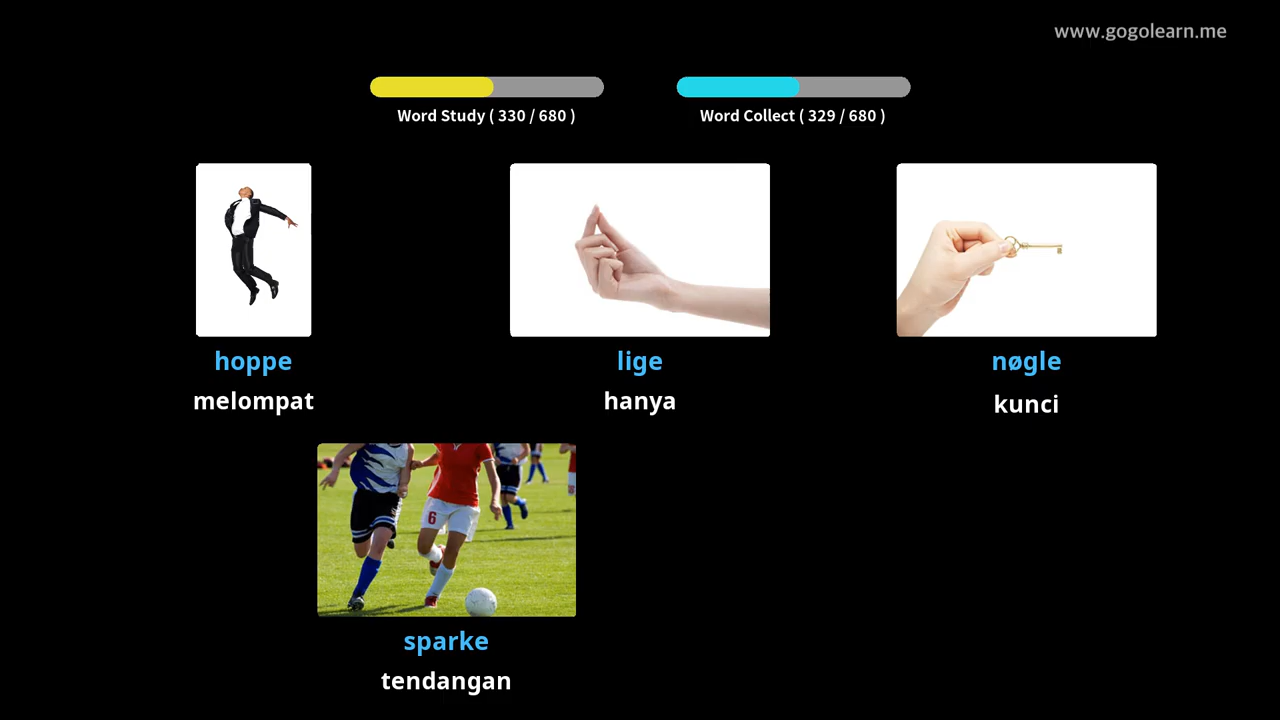 www.gogolearn.me
Word Study ( 330 / 680 )
Word Collect ( 329 / 680 )
hoppe
melompat
lige
hanya
nøgle
kunci
6
sparke
tendangan